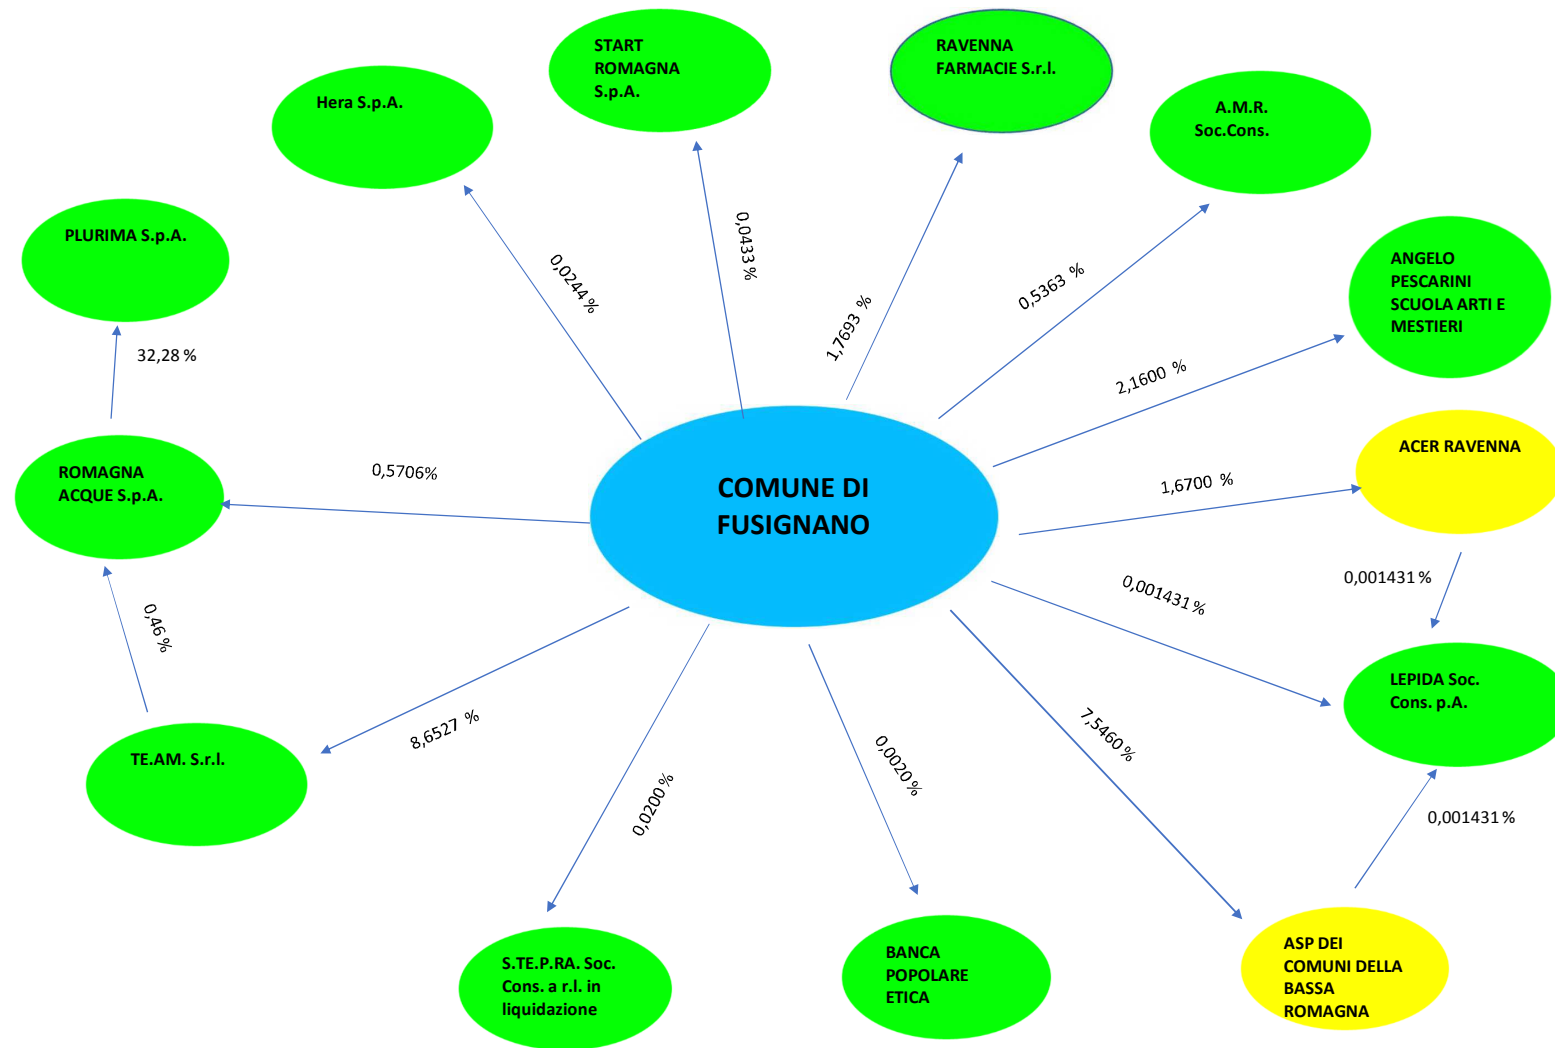 START
ROMAGNA
S.p.A.
RAVENNA
FARMACIE S.r.l.
Hera S.p.A.
A.M.R.
Soc.Cons.
PLURIMA S.p.A.
ANGELO
PESCARINI
SCUOLA ARTI E
MESTIERI
0,0244 %
0,0433 %
1,7693 %
0,5363 %
2,1600 %
32,28 %
ROMAGNA
ACQUE S.p.A.
0,5706%
COMUNE DI
FUSIGNANO
1,6700 %
ACER RAVENNA
0,001431 %
0,001431 %
0,46 %
LEPIDA Soc.
Cons. p.A.
TE.AM. S.r.l.
8,6527 %
0,0200 %
0,0020 %
7,5460 %
0,001431 %
S.TE.P.RA. Soc.
Cons. a r.l. in
liquidazione
BANCA
POPOLARE
ETICA
ASP DEI
COMUNI DELLA
BASSA
ROMAGNA